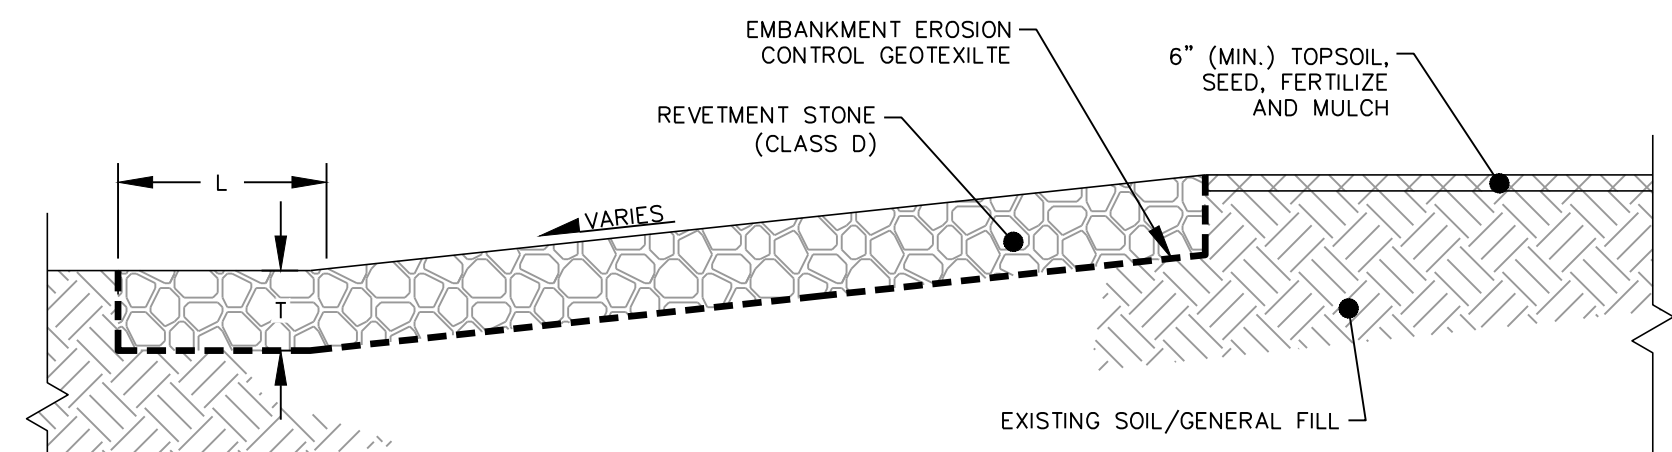 EMBANKMENT EROSION
CONTROL GEOTEXILTE
6” (MIN.) TOPSOIL,
SEED, FERTILIZE
AND MULCH
REVETMENT STONE
(CLASS D)
L
VARIES
T
EXISTING SOIL/GENERAL FILL